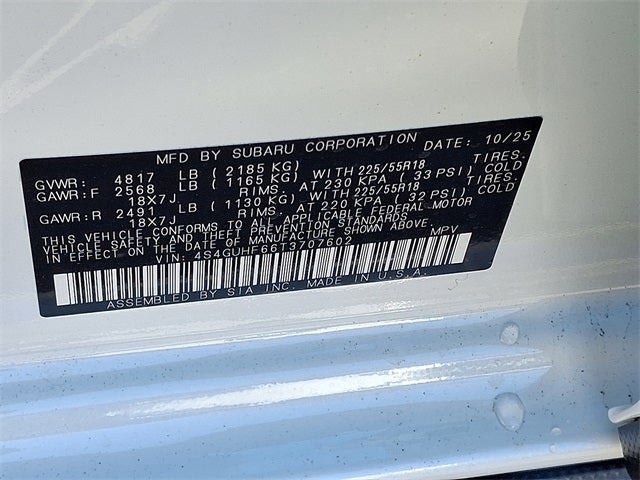 MFD BY SUBARU CORPORATION DATE: 10/25
GVWR: 4817 LB ( 2185 KG)
GAWR:F 2568 LB ( 1165 KG) WITH 225/55R18 TIRES.
18X7J RIMS. AT 230 KPA ( 33 PSI) COLD
GAWR:R 2491 LB ( 1130 KG) WITH 225/55R18 TIRES.
18X7J RIMS. AT 220 KPA ( 32 PSI) COLD
THIS VEHICLE CONFORMS TO ALL APPLICABLE FEDERAL MOTOR
VEHICLE SAFETY AND THEFT PREVENTION STANDARDS
IN EFFECT ON THE DATE OF MANUFACTURE SHOWN ABOVE.
VIN: 4S4GUHF66T3707602 MPV
ASSEMBLED BY SIA INC. MADE IN U.S.A.